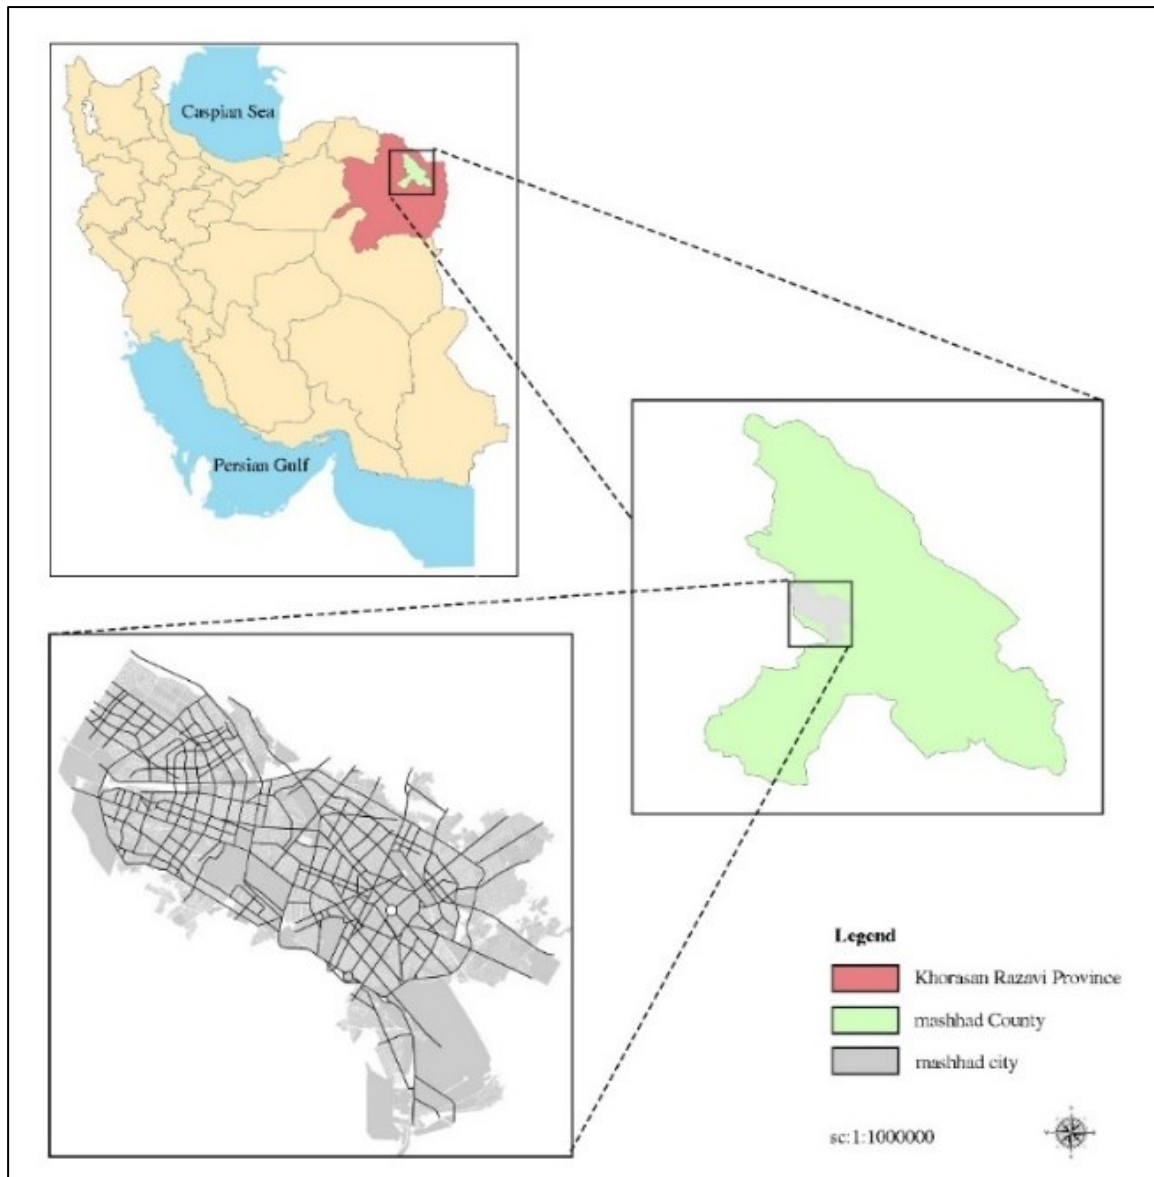 Caspian Sea
Persian Gulf
Legend
Khorasan Razavi Province
mashhad County
mashhad city
sc:1:1000000